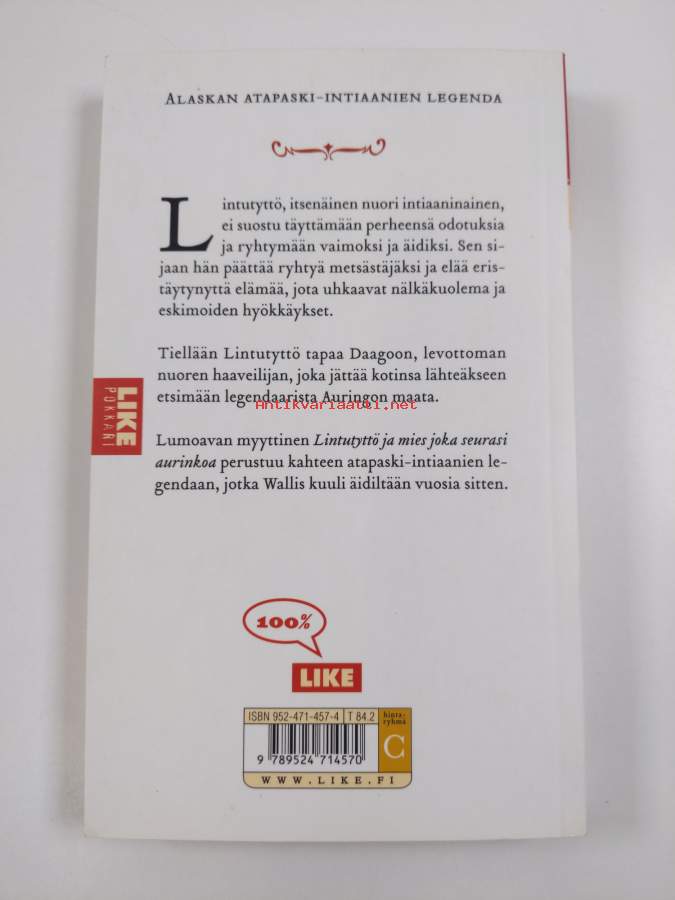 ALASKAN ATAPASKI-INTIAANIEN LEGENDA
Lintutyttö, itsenäinen nuori intiaaninainen,
ei suostu täyttämään perheensä odotuksia
ja ryhtymään vaimoksi ja äidiksi. Sen si-
jaan hän päättää ryhtyä metsästäjäksi ja elää eris-
täytynyttä elämää, jota uhkaavat nälkäkuolema ja
eskimoiden hyökkäykset.
Tiellään Lintutyttö tapaa Daagoon, levottoman
nuoren haaveilijan, joka jättää kotinsa lähteäkseen
etsimään legendaarista Auringon maata.
Antikvariaatti.net
Lumoavan myyttinen Lintutyttö ja mies joka seurasi
aurinkoa perustuu kahteen atapaski-intiaanien le-
gendaan, jotka Wallis kuuli äidiltään vuosia sitten.
LIKE
POKKARI
100%
LIKE
ISBN 952-471-457-4 T 84.2
hinta-
ryhmä
C
9 789524 714570
WWW.LIKE.FI